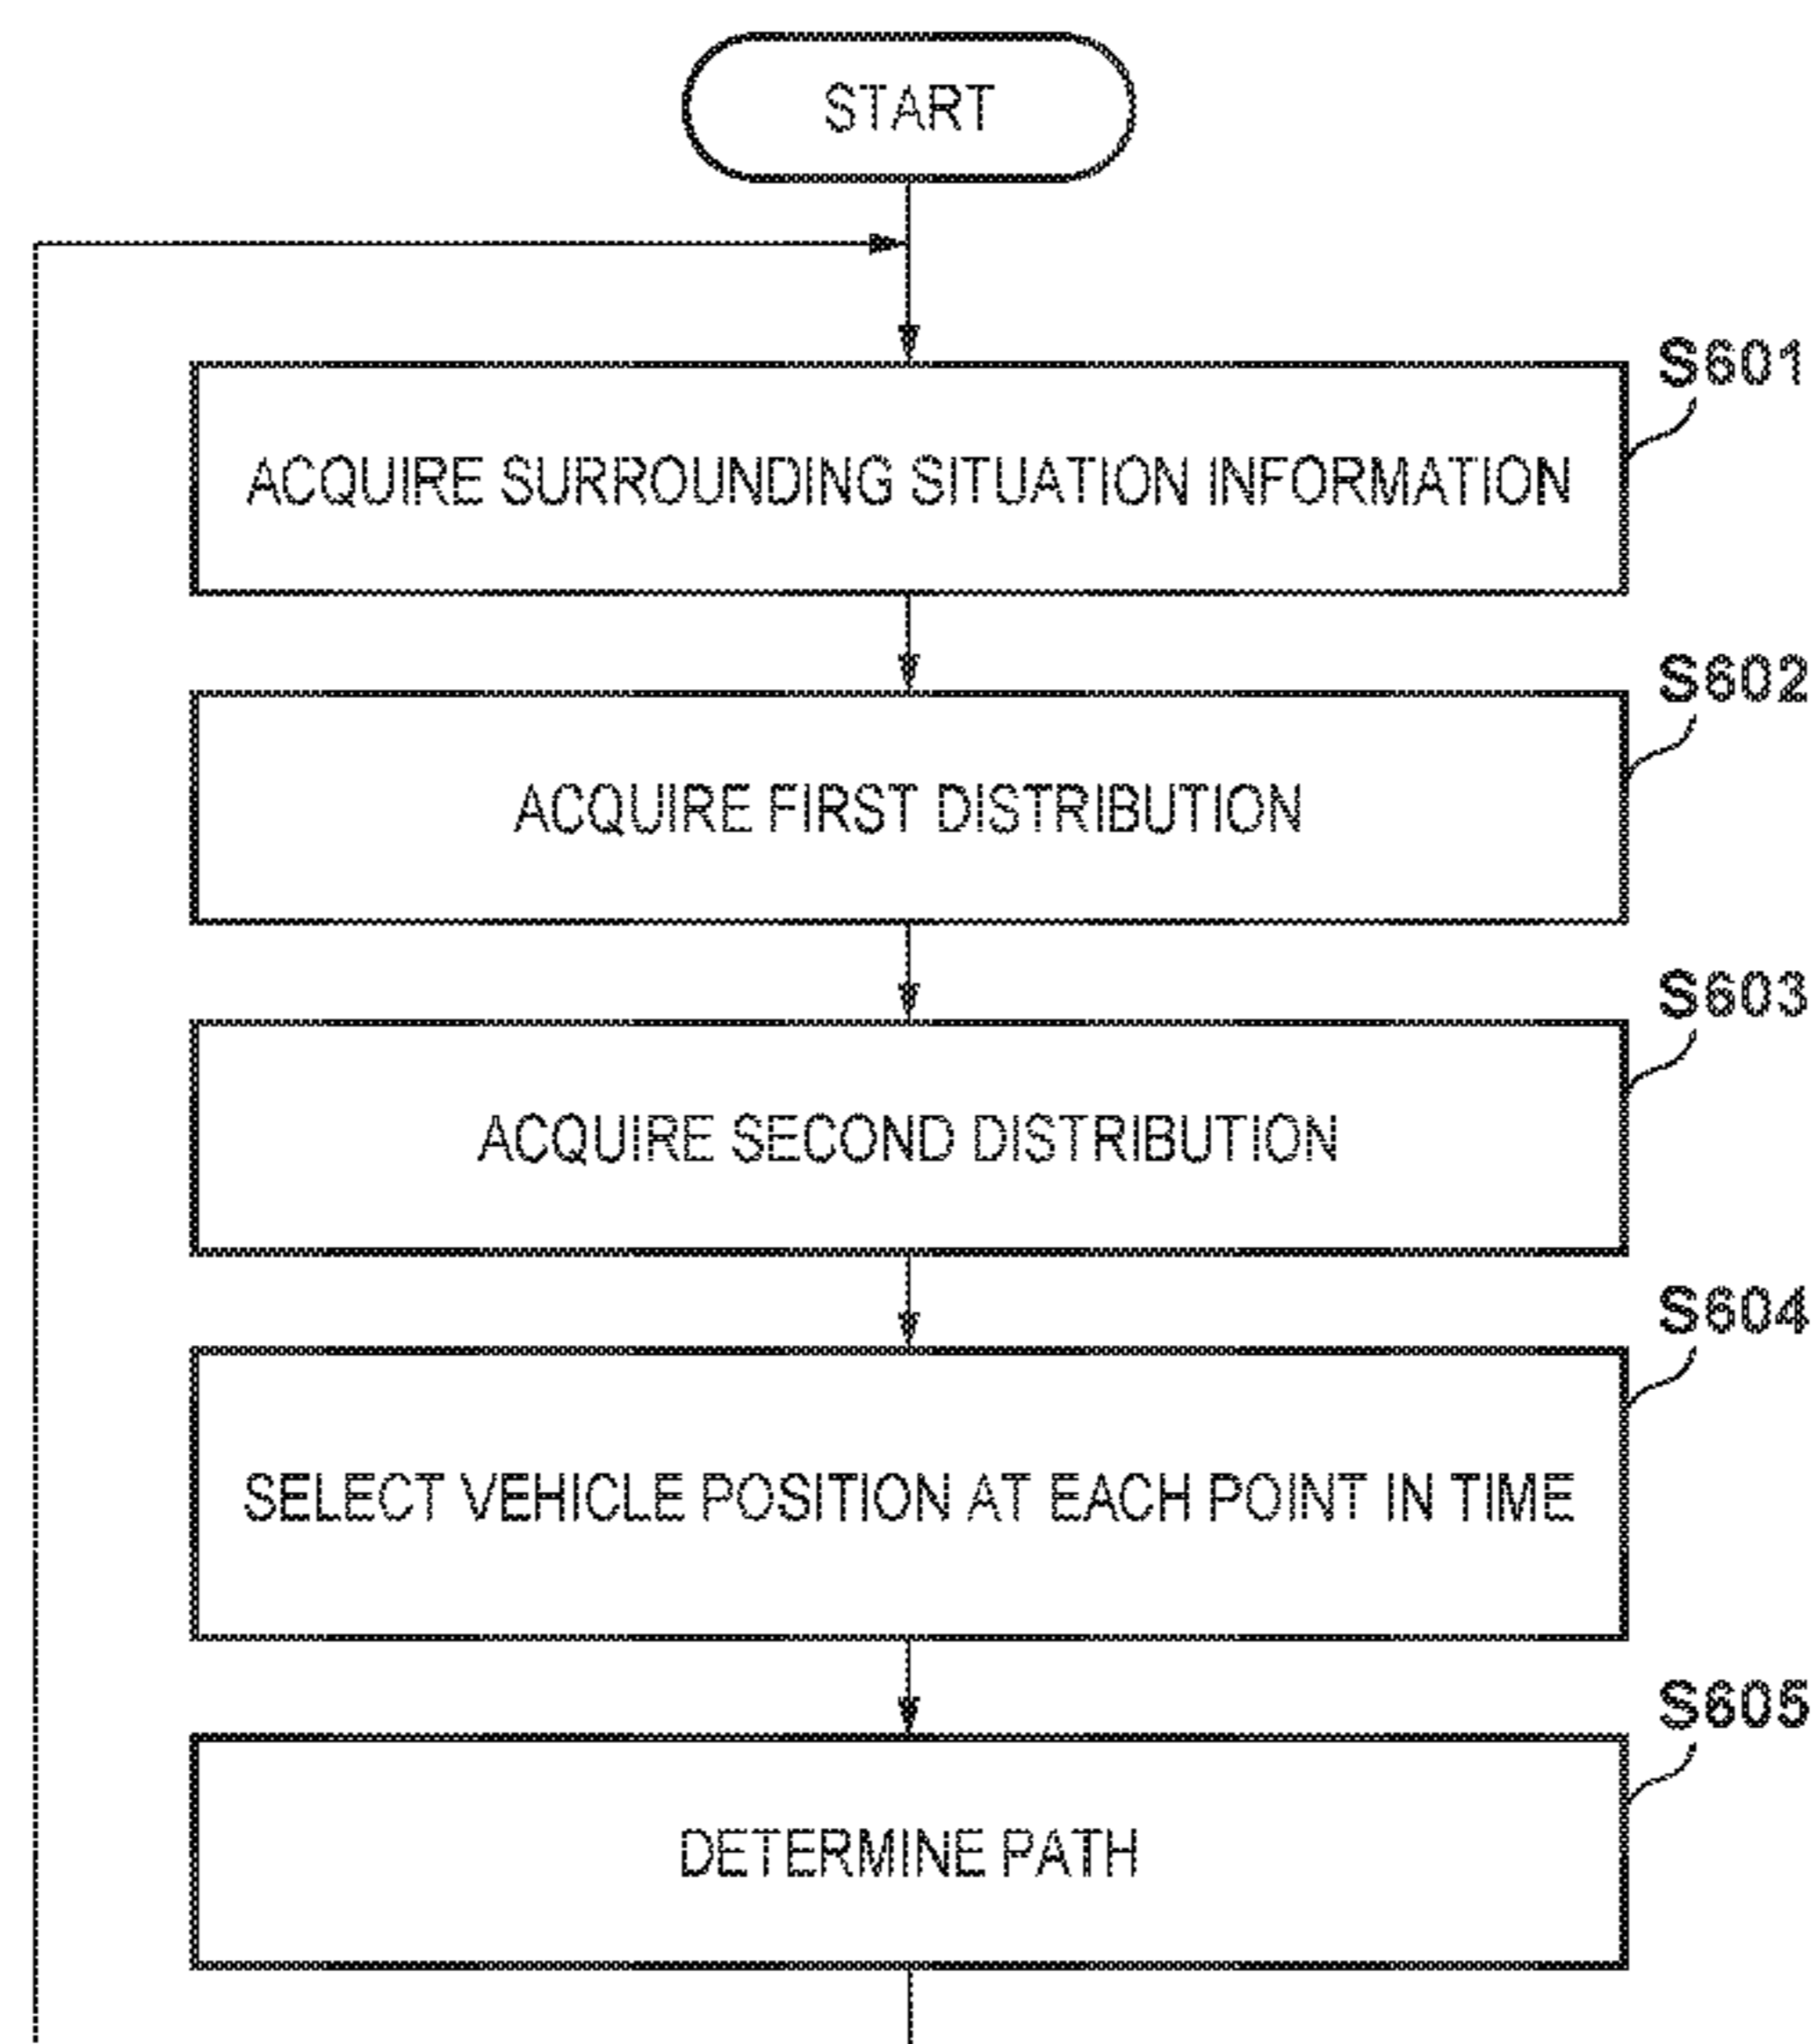 START
S601
ACQUIRE SURROUNDING SITUATION INFORMATION
S602
ACQUIRE FIRST DISTRIBUTION
S603
ACQUIRE SECOND DISTRIBUTION
S604
SELECT VEHICLE POSITION AT EACH POINT IN TIME
S605
DETERMINE PATH